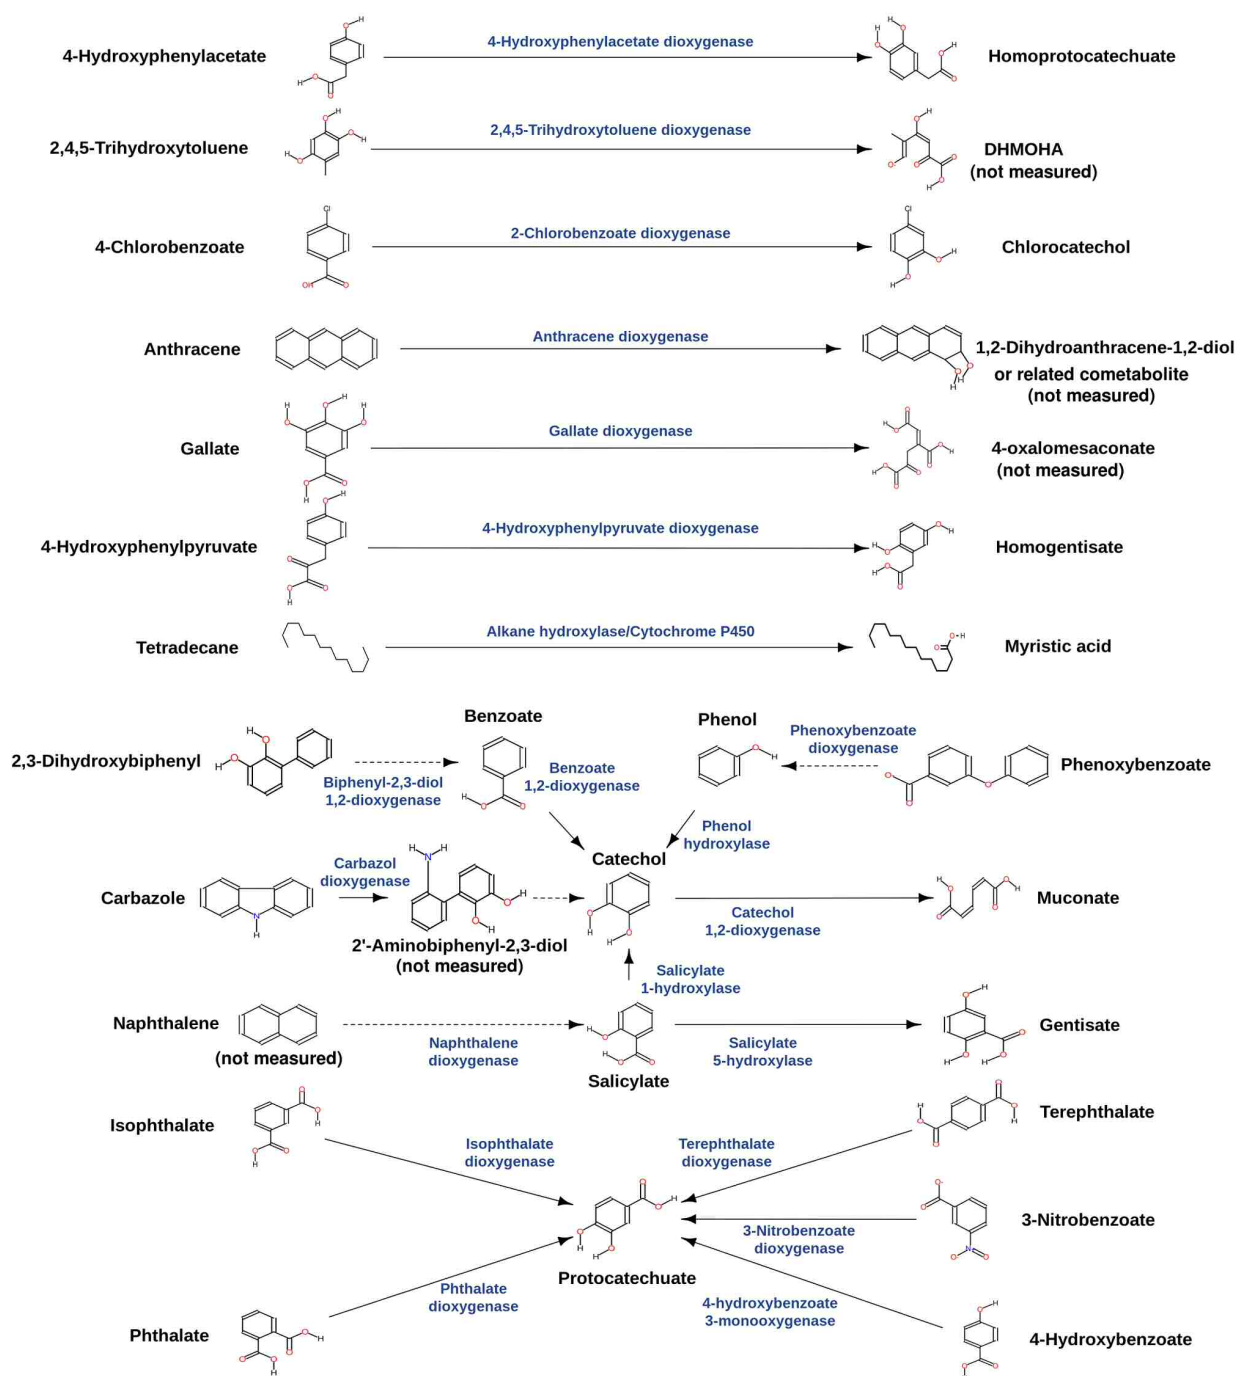 4-Hydroxyphenylacetate
4-Hydroxyphenylacetate dioxygenase
Homoprotocatechuate
2,4,5-Trihydroxytoluene
2,4,5-Trihydroxytoluene dioxygenase
DHMOHA
(not measured)
4-Chlorobenzoate
2-Chlorobenzoate dioxygenase
Chlorocatechol
Anthracene
Anthracene dioxygenase
1,2-Dihydroanthracene-1,2-diol
or related cometabolite
(not measured)
Gallate
Gallate dioxygenase
4-oxalomesaconate
(not measured)
4-Hydroxyphenylpyruvate
4-Hydroxyphenylpyruvate dioxygenase
Homogentisate
Tetradecane
Alkane hydroxylase/Cytochrome P450
Myristic acid
2,3-Dihydroxybiphenyl
Biphenyl-2,3-diol
1,2-dioxygenase
Benzoate
Benzoate
1,2-dioxygenase
Phenol
Phenol
hydroxylase
Phenoxybenzoate
dioxygenase
Phenoxybenzoate
Carbazole
Carbazol
dioxygenase
2'-Aminobiphenyl-2,3-diol
(not measured)
Catechol
Catechol
1,2-dioxygenase
Muconate
Naphthalene
(not measured)
Naphthalene
dioxygenase
Salicylate
1-hydroxylase
Salicylate
Salicylate
5-hydroxylase
Gentisate
Isophthalate
Isophthalate
dioxygenase
Terephthalate
dioxygenase
Terephthalate
Protocatechuate
3-Nitrobenzoate
dioxygenase
3-Nitrobenzoate
Phthalate
Phthalate
dioxygenase
4-hydroxybenzoate
3-monooxygenase
4-Hydroxybenzoate